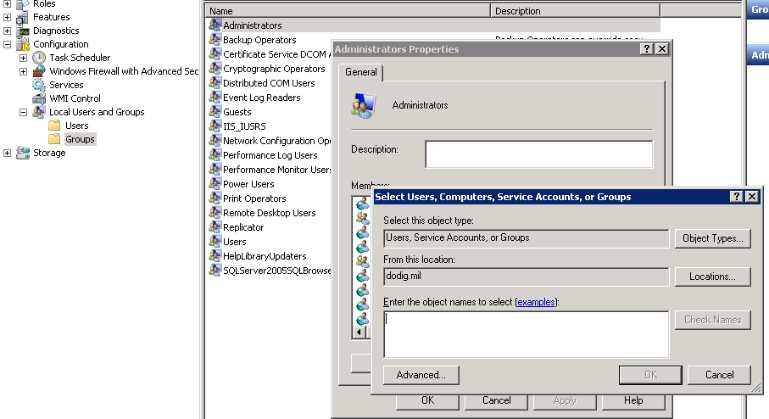 Roles
Features
Diagnostics
Configuration
Task Scheduler
Windows Firewall with Advanced Sec
Services
WMI Control
Local Users and Groups
Users
Groups
Storage
Name Description
Administrators
Backup Operators
Certificate Service DCOM
Cryptographic Operators
Distributed COM Users
Event Log Readers
Guests
IIS_IUSRS
Network Configuration Op
Performance Log Users
Performance Monitor User
Power Users
Print Operators
Remote Desktop Users
Replicator
Users
HelpLibraryUpdaters
SQLServer2005SQLBrowse
Administrators Properties
General
Administrators
Description:
Members:
OK Cancel Apply Help
Select Users, Computers, Service Accounts, or Groups
Select this object type:
Users, Service Accounts, or Groups Object Types...
From this location:
dodig.mil Locations...
Enter the object names to select (examples):
Check Names
Advanced... OK Cancel
Gro
Adm